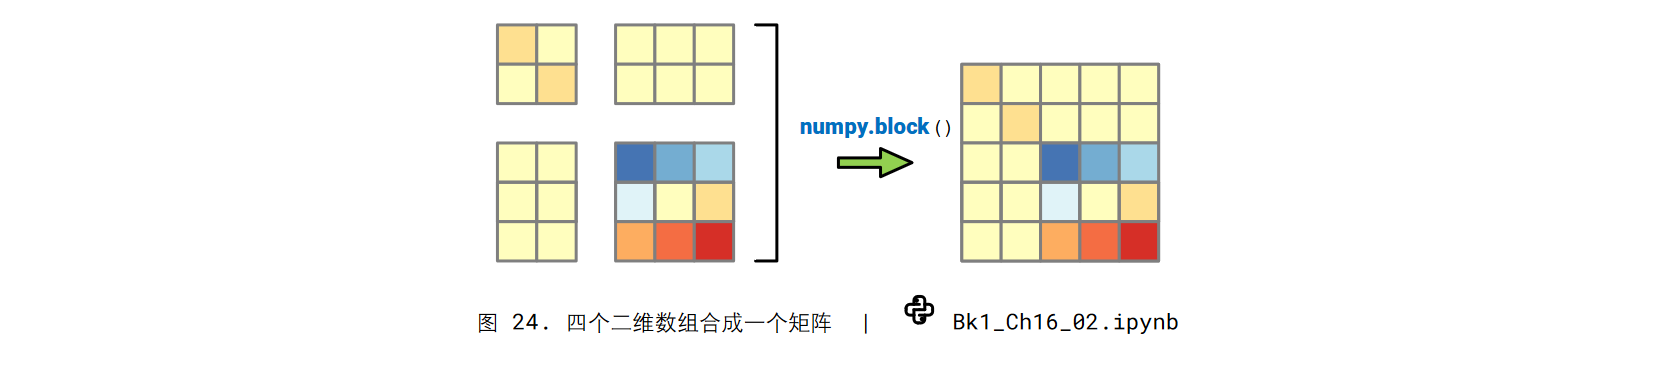 numpy.block()
图 24. 四个二维数组合成一个矩阵 | Bk1_Ch16_02.ipynb